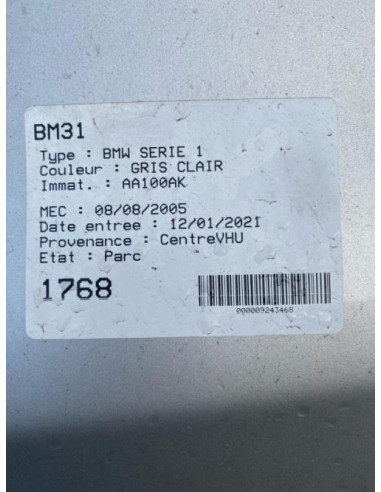 BM31
Type : BMW SERIE 1
Couleur : GRIS CLAIR
Immat. : AA100AK
MEC : 08/08/2005
Date entree : 12/01/2021
Provenance : CentreVHU
Etat : Parc
1768
000009243468